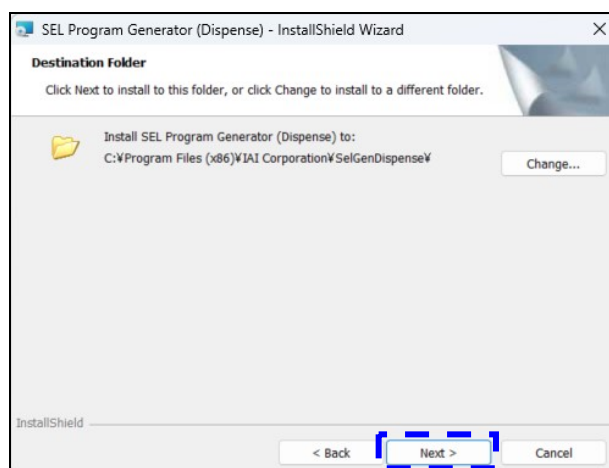 SEL Program Generator (Dispense) - InstallShield Wizard
Destination Folder
Click Next to install to this folder, or click Change to install to a different folder.
Install SEL Program Generator (Dispense) to:
C:¥Program Files (x86)¥IAI Corporation¥SelGenDispense¥
Change...
InstallShield
< Back
Next >
Cancel